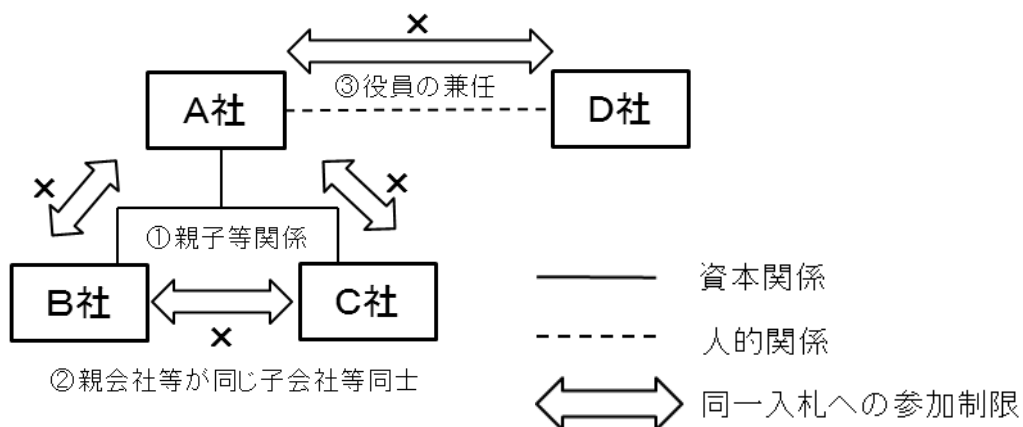 ×
③役員の兼任
A社
D社
×
×
①親子等関係
B社
C社
×
②親会社等が同じ子会社等同士
資本関係
人的関係
同一入札への参加制限